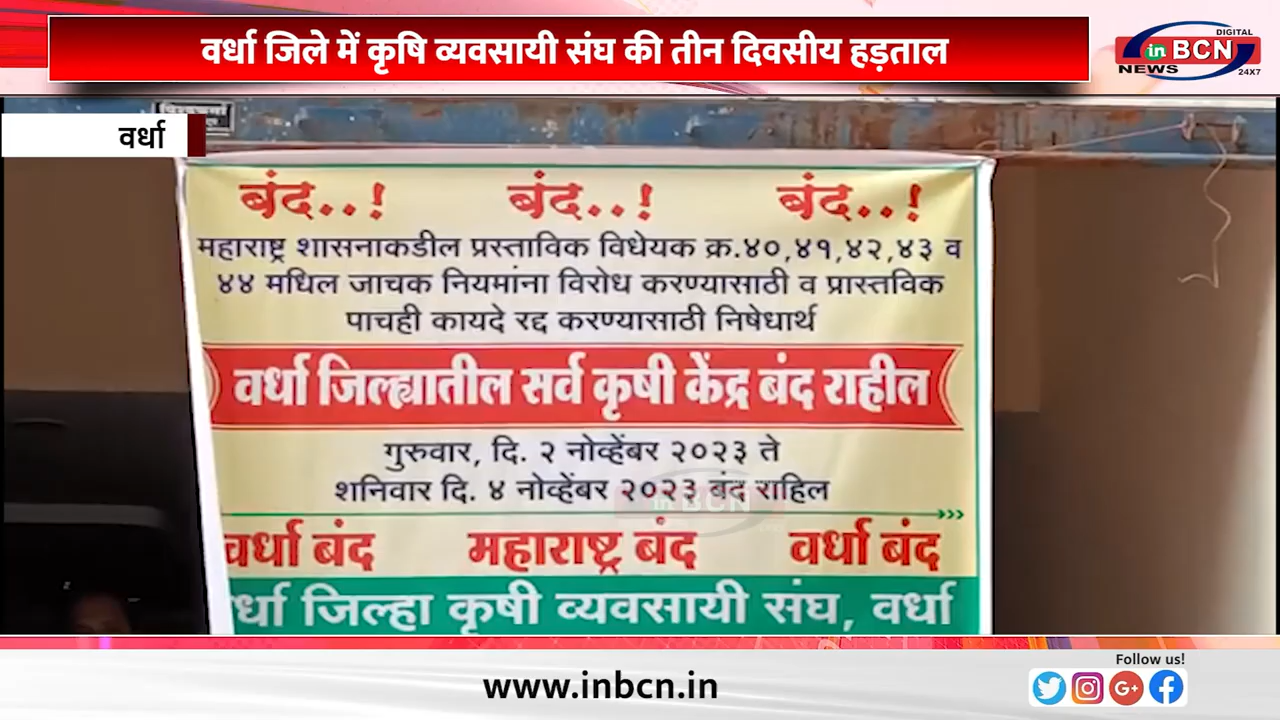 वर्धा जिले में कृषि व्यवसायी संघ की तीन दिवसीय हड़ताल
DIGITAL
in BCN
NEWS
24X7
वर्धा
बंद..! बंद..! बंद..!
महाराष्ट्र शासनाकडील प्रस्ताविक विधेयक क्र.४०,४१,४२,४३ व
४४ मधिल जाचक नियमांना विरोध करण्यासाठी व प्रास्तविक
पाचही कायदे रद्द करण्यासाठी निषेधार्थ
वर्धा जिल्ह्यातील सर्व कृषी केंद्र बंद राहील
गुरुवार, दि. २ नोव्हेंबर २०२३ ते
शनिवार दि. ४ नोव्हेंबर २०२३ बंद राहिल
in BCN
वर्धा बंद महाराष्ट्र बंद वर्धा बंद
र्धा जिल्हा कृषी व्यवसायी संघ, वर्धा
www.inbcn.in
Follow us!